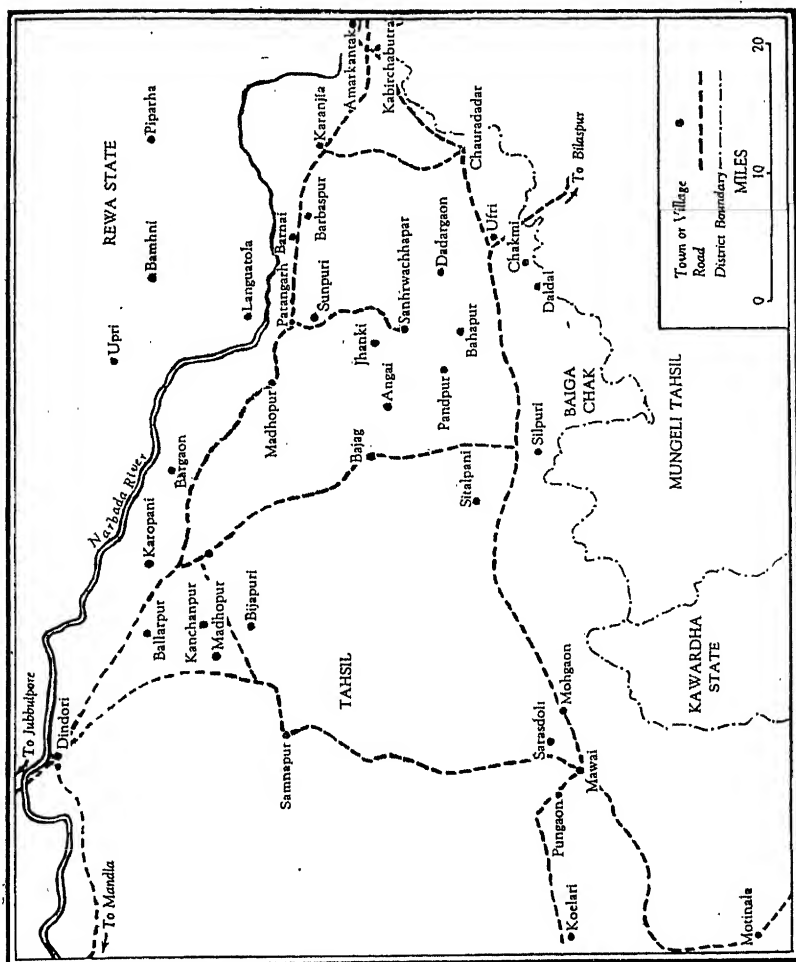 To Jubbulpore
Dindori
To Mandla
Narbada River
REWA STATE
Piparha
Bamhni
Upri
Languatola
Amarkantak
Kabirchabutra
Karanjia
Barbaspur
Barnai
Patangarh
Sunpuri
Madhopur
Bargaon
Karopani
Ballarpur
Kanchanpur
Madhopur
Bijapuri
Samnapur
TAHSIL
Bajag
Angai
Jhanki
Sanhrwachhapar
Dadargaon
Bahapur
Pandpur
Chauradadar
Ufri
Chakmi
Daldal
To Bilaspur
Silpuri
Sitalpani
BAIGA
CHAK
MUNGELI TAHSIL
KAWARDHA
STATE
Mohgaon
Sarasdoli
Mawai
Pungaon
Koelari
Motinala
Town or Village
Road
District Boundary
MILES
0 10 20